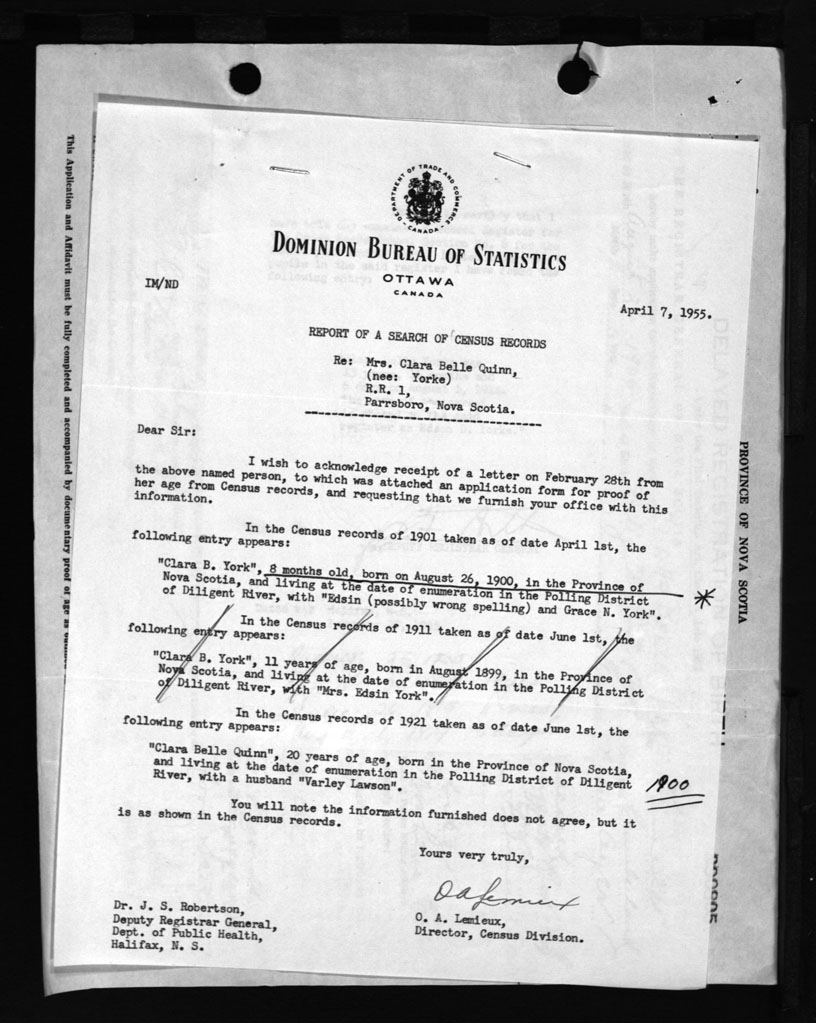 DEPARTMENT OF TRADE AND COMMERCE
CANADA
DOMINION BUREAU OF STATISTICS
OTTAWA
CANADA
IM/ND
April 7, 1955.
REPORT OF A SEARCH OF CENSUS RECORDS
Re: Mrs. Clara Belle Quinn,
(nee: Yorke)
R.R. 1,
Parrsboro, Nova Scotia.
Dear Sir:
I wish to acknowledge receipt of a letter on February 28th from
the above named person, to which was attached an application form for proof of
her age from Census records, and requesting that we furnish your office with this
information.
In the Census records of 1901 taken as of date April 1st, the
following entry appears:
"Clara B. York", 8 months old, born on August 26, 1900, in the Province of
Nova Scotia, and living at the date of enumeration in the Polling District
of Diligent River, with "Edsin (possibly wrong spelling) and Grace N. York".
In the Census records of 1911 taken as of date June 1st, the
following entry appears:
"Clara B. York", 11 years of age, born in August 1899, in the Province of
Nova Scotia, and living at the date of enumeration in the Polling District
of Diligent River, with "Mrs. Edsin York".
In the Census records of 1921 taken as of date June 1st, the
following entry appears:
"Clara Belle Quinn", 20 years of age, born in the Province of Nova Scotia,
and living at the date of enumeration in the Polling District of Diligent
River, with a husband "Varley Lawson".
1900
You will note the information furnished does not agree, but it
is as shown in the Census records.
Yours very truly,
O A Lemieux
O. A. Lemieux,
Director, Census Division.
Dr. J. S. Robertson,
Deputy Registrar General,
Dept. of Public Health,
Halifax, N. S.
This Application and Affidavit must be fully completed and accompanied by documentary proof of age as
PROVINCE OF NOVA SCOTIA